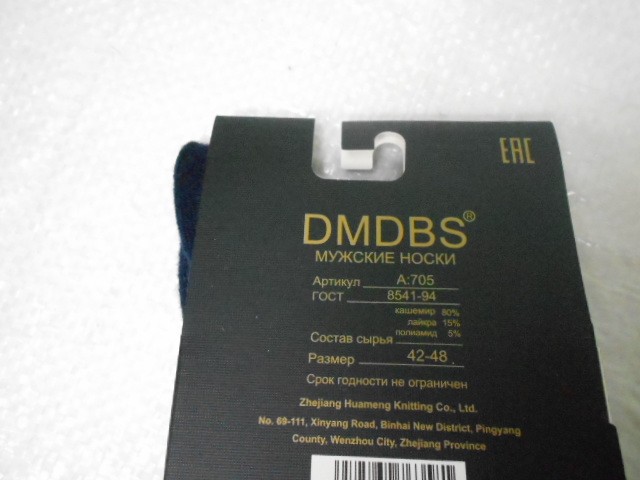 EAC
DMDBS®
МУЖСКИЕ НОСКИ
Артикул A:705
ГОСТ 8541-94
кашемир 80%
лайкра 15%
полиамид 5%
Состав сырья
Размер 42-48
Срок годности не ограничен
Zhejiang Huameng Knitting Co., Ltd.
No. 69-111, Xinyang Road, Binhai New District, Pingyang
County, Wenzhou City, Zhejiang Province